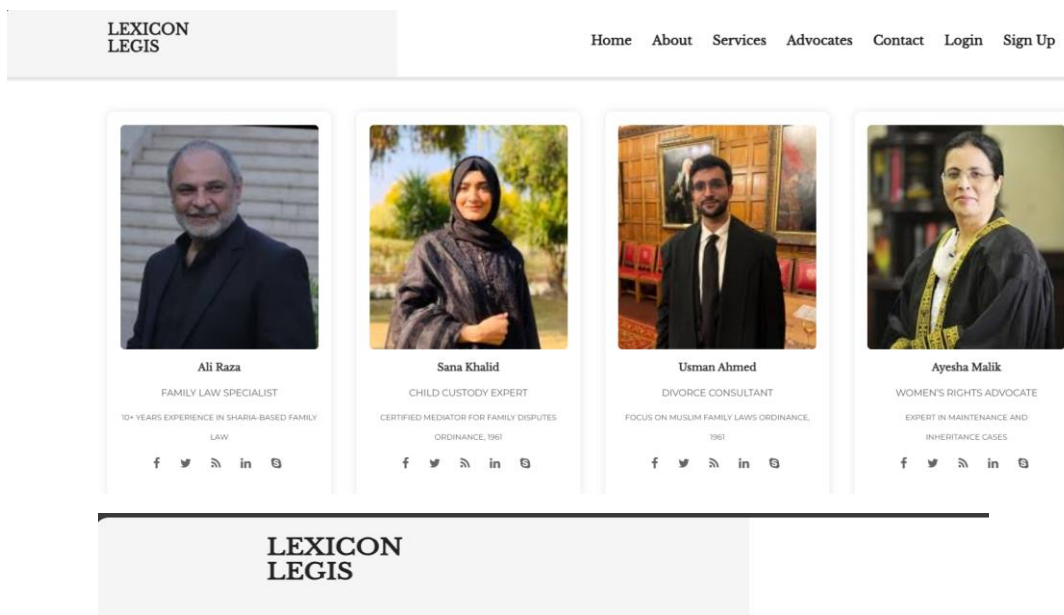 LEXICON
LEGIS
Home About Services Advocates Contact Login Sign Up
Ali Raza
FAMILY LAW SPECIALIST
10+ YEARS EXPERIENCE IN SHARIA-BASED FAMILY
LAW
Sana Khalid
CHILD CUSTODY EXPERT
CERTIFIED MEDIATOR FOR FAMILY DISPUTES
ORDINANCE, 1961
Usman Ahmed
DIVORCE CONSULTANT
FOCUS ON MUSLIM FAMILY LAWS ORDINANCE,
1961
Ayesha Malik
WOMEN'S RIGHTS ADVOCATE
EXPERT IN MAINTENANCE AND
INHERITANCE CASES
LEXICON
LEGIS